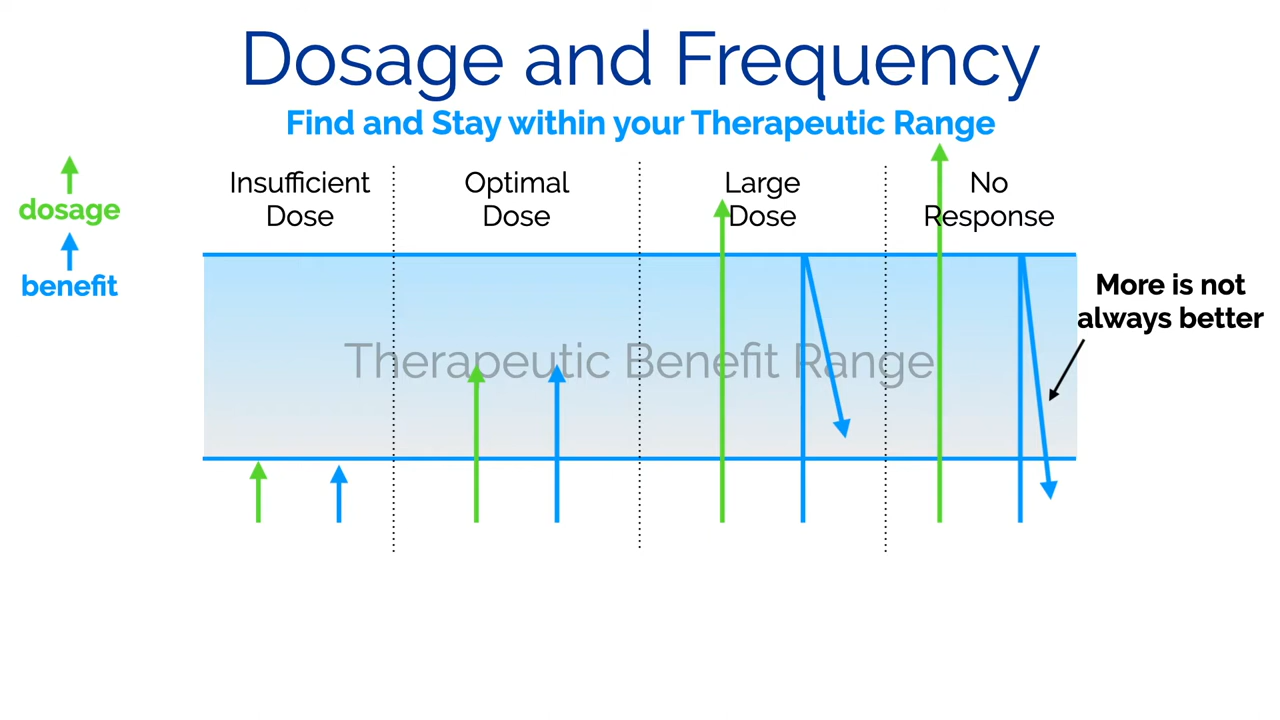 Dosage and Frequency
Find and Stay within your Therapeutic Range
dosage
benefit
Insufficient
Dose
Optimal
Dose
Large
Dose
No
Response
Therapeutic Benefit Range
More is not
always better